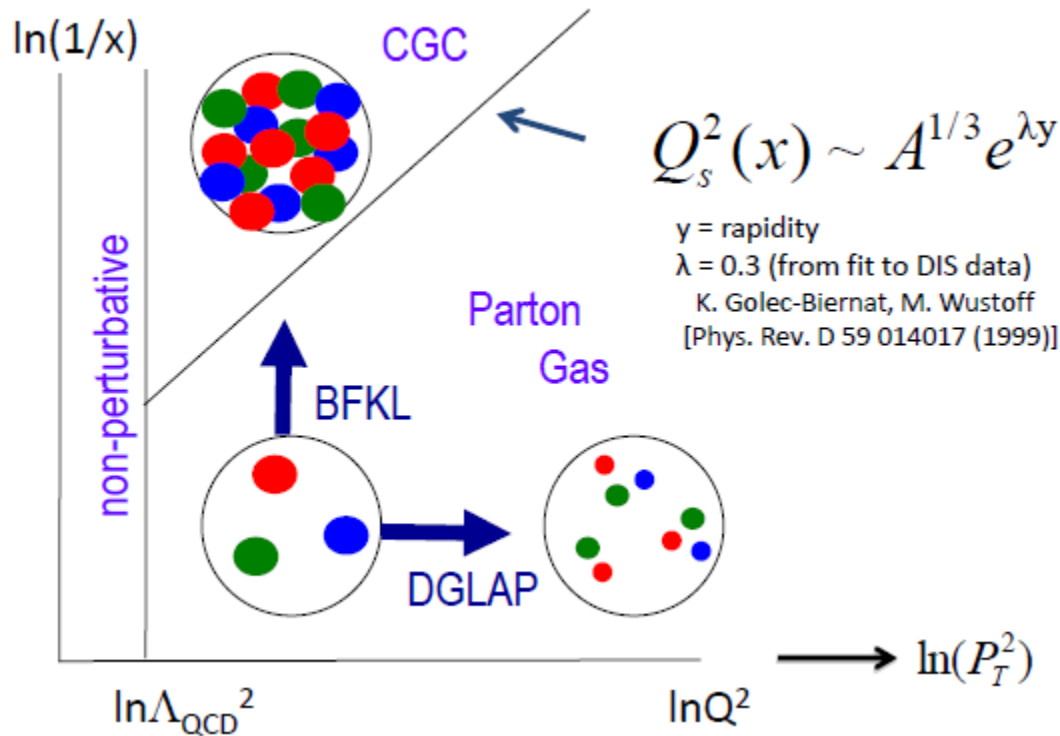 ln(1/x)
CGC
Q_s^2(x) ~ A^{1/3} e^{λy}
y = rapidity
λ = 0.3 (from fit to DIS data)
K. Golec-Biernat, M. Wustoff
[Phys. Rev. D 59 014017 (1999)]
non-perturbative
Parton
Gas
BFKL
DGLAP
ln(P_T^2)
lnΛ_QCD^2
lnQ^2